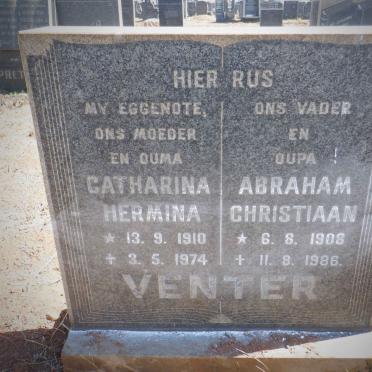 HIER RUS
MY EGGENOTE,
ONS MOEDER
EN OUMA
CATHARINA
HERMINA
* 13. 9. 1910
+ 3. 5. 1974
ONS VADER
EN
OUPA
ABRAHAM
CHRISTIAAN
* 6. 8. 1908
+ 11. 8. 1986.
VENTER